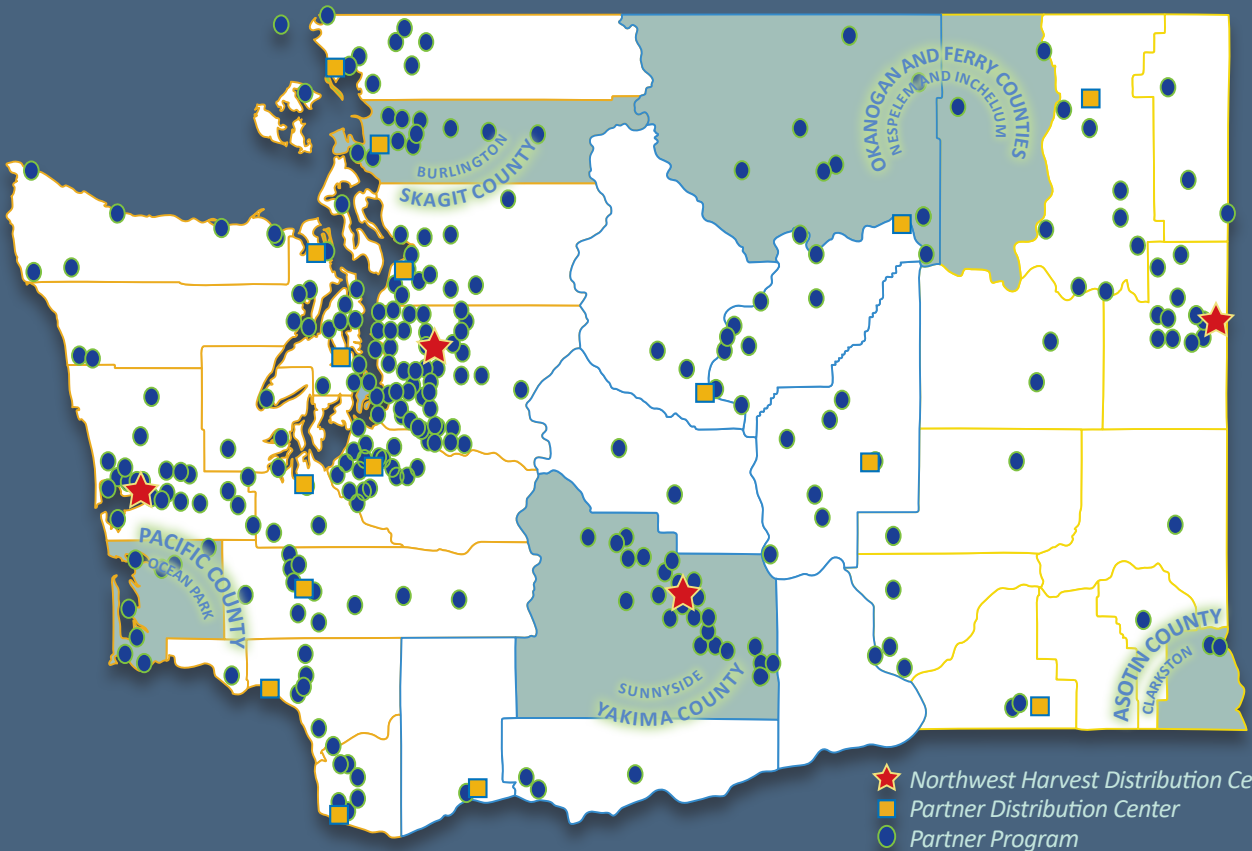 OKANOGAN AND FERRY COUNTIES
NESPELEM AND INCHELIUM
BURLINGTON
SKAGIT COUNTY
PACIFIC COUNTY
OCEAN PARK
SUNNYSIDE
YAKIMA COUNTY
ASOTIN COUNTY
CLARKSTON
Northwest Harvest Distribution Ce
Partner Distribution Center
Partner Program